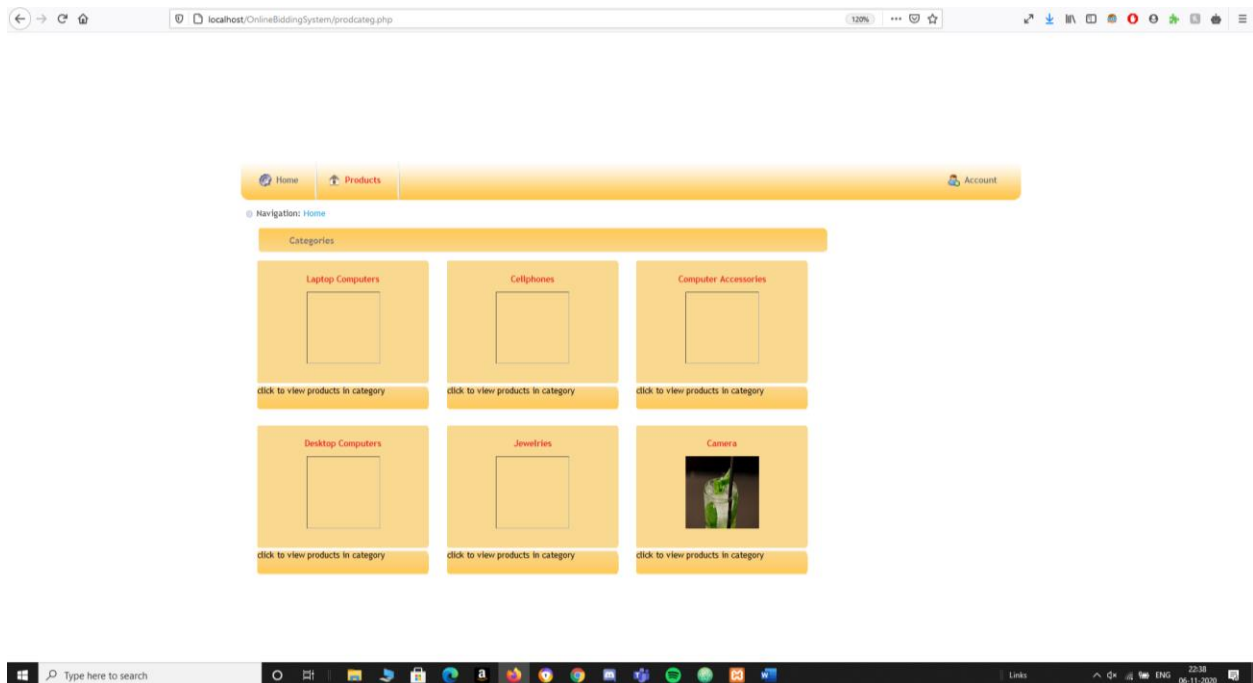 localhost/OnlineBiddingSystem/prodcateg.php
120%
Home
Products
Account
Navigation: Home
Categories
Laptop Computers
Cellphones
Computer Accessories
click to view products in category
click to view products in category
click to view products in category
Desktop Computers
Jewelries
Camera
click to view products in category
click to view products in category
click to view products in category
Type here to search
Links
ENG
22:38
06-11-2020